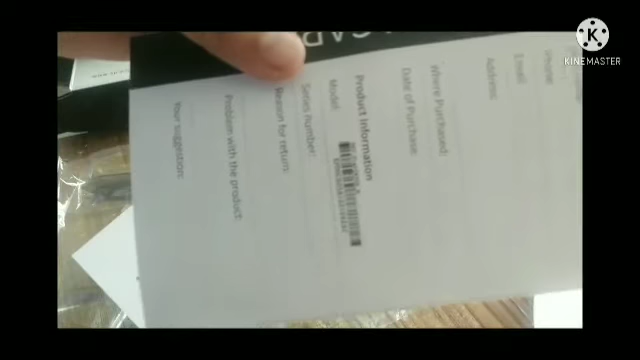 KINEMASTER
Phone
Email
Address:
Where Purchased:
Date of Purchase:
Product Information
Model:
Series number:
Reason for return:
Problem with the product:
Your suggestion: